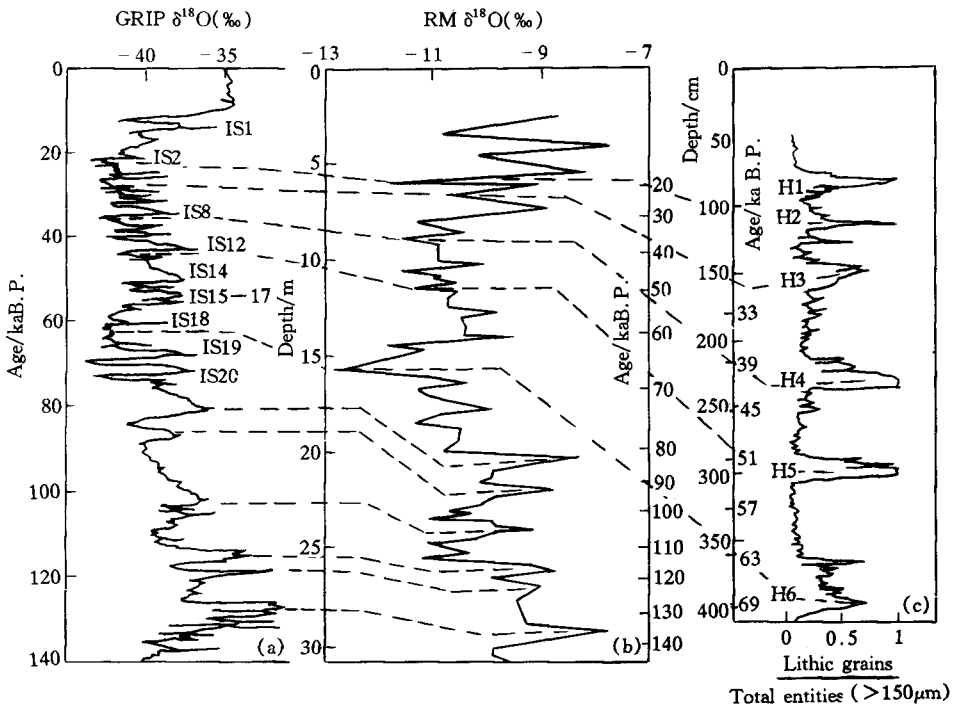 GRIP δ¹⁸O(‰)
−40 −35
0
20
40
60
80
100
120
140
Age/kaB.P.
IS1
IS2
IS8
IS12
IS14
IS15 − 17
IS18
IS19
IS20
(a)
RM δ¹⁸O(‰)
−13 −11 −9 −7
0
5
10
15
20
25
30
Depth/m
20
30
40
50
60
70
80
90
100
110
120
130
140
Age/kaB.P.
(b)
0
50
100
150
200
250
300
350
400
Depth/cm
Age/ka B.P.
33
39
45
51
57
63
69
H1
H2
H3
H4
H5
H6
(c)
0 0.5 1
Lithic grains
Total entities (>150μm)